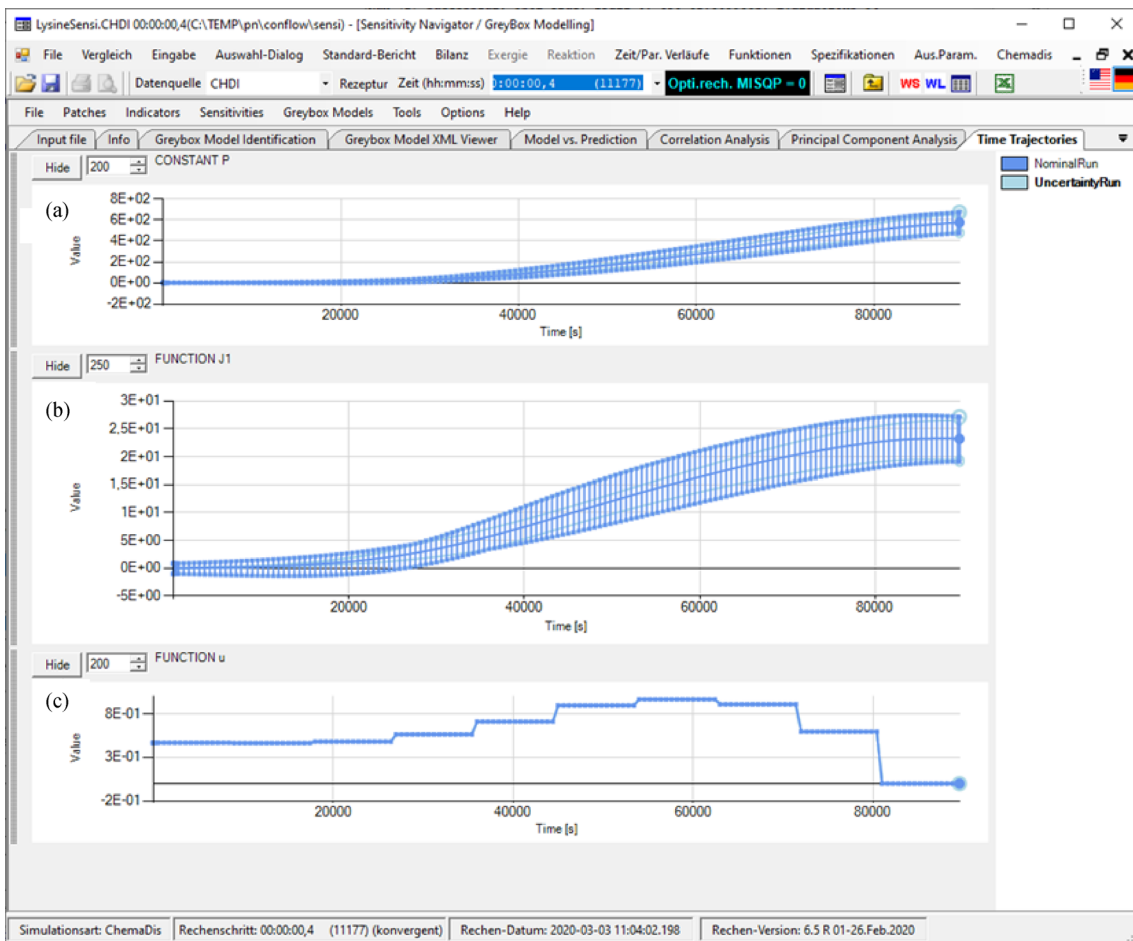 LysineSensi.CHDI 00:00:00,4(C:\TEMP\pn\conflow\sensi) - [Sensitivity Navigator / GreyBox Modelling]
File Vergleich Eingabe Auswahl-Dialog Standard-Bericht Bilanz Exergie Reaktion Zeit/Par. Verläufe Funktionen Spezifikationen Aus.Param. Chemadis
Datenquelle CHDI Rezeptur Zeit (hh:mm:ss) 0:00:00,4 (11177) Opti.rech. MISQP = 0 WS WL
File Patches Indicators Sensitivities Greybox Models Tools Options Help
Input file Info Greybox Model Identification Greybox Model XML Viewer Model vs. Prediction Correlation Analysis Principal Component Analysis Time Trajectories
Hide 200 CONSTANT P
NominalRun
UncertaintyRun
(a)
8E+02
6E+02
4E+02
2E+02
0E+00
-2E+02
Value
20000 40000 60000 80000
Time [s]
Hide 250 FUNCTION J1
(b)
3E+01
2,5E+01
2E+01
1,5E+01
1E+01
5E+00
0E+00
-5E+00
Value
20000 40000 60000 80000
Time [s]
Hide 200 FUNCTION u
(c)
8E-01
3E-01
-2E-01
Value
20000 40000 60000 80000
Time [s]
Simulationsart: ChemaDis Rechenschritt: 00:00:00,4 (11177) (konvergent) Rechen-Datum: 2020-03-03 11:04:02.198 Rechen-Version: 6.5 R 01-26.Feb.2020